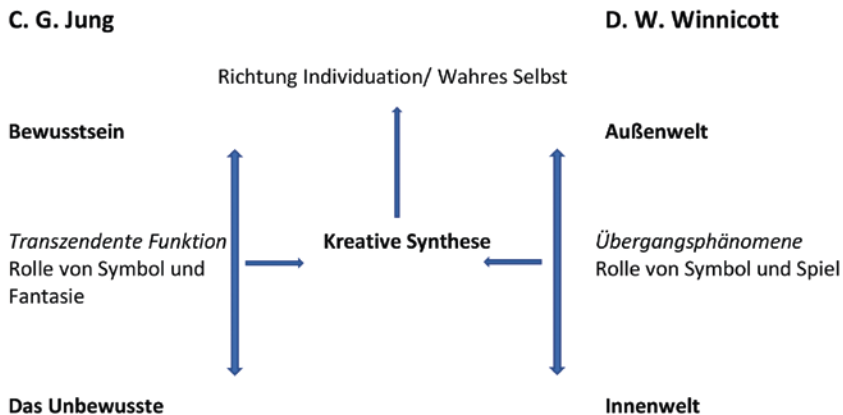 C. G. Jung
D. W. Winnicott
Richtung Individuation/ Wahres Selbst
Bewusstsein
Außenwelt
Transzendente Funktion
Rolle von Symbol und
Fantasie
Kreative Synthese
Übergangsphänomene
Rolle von Symbol und Spiel
Das Unbewusste
Innenwelt